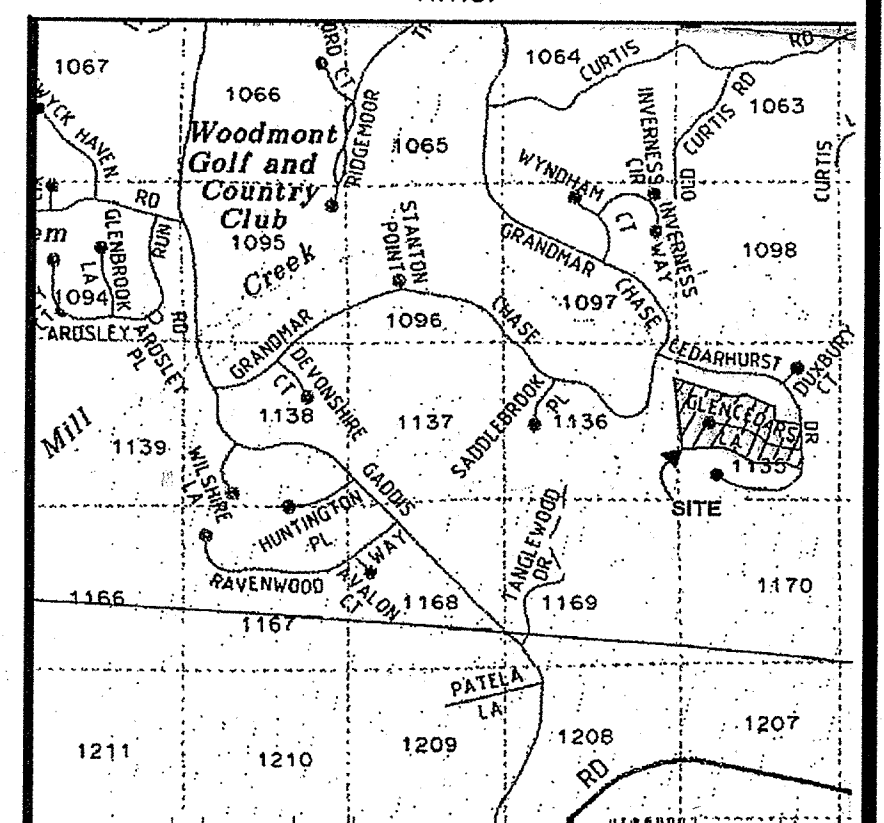 1067
1066
1064
CURTIS
RD
1063
CURTIS RD
OLD
CURTIS
WYCK HAVEN
RD
Woodmont
Golf and
Country
Club
1095
RIDGEMOOR
1065
INVERNESS
CIR
WYNDHAM
CT
INVERNESS
WAY
1098
GLENBROOK
LA
RUN
1094
ARDSLEY
ARDSLEY
PL
RD
Creek
STANTON
POINT
1096
GRANDMAR
CHASE
1097
GRANDMAR
CHASE
CEDARHURST
DR
DUXBURY
CT
DEVONSHIRE
CT
1138
1137
SADDLEBROOK
PL
1136
GLENCEDARS
LA
1135
SITE
Mill
1139
WILSHIRE
LA
GADDIS
HUNTINGTON
PL
WAY
RAVENWOOD
AVALON
CT
TANGLEWOOD
DR
1166
1167
1168
1169
1170
PATELA
LA
1211
1210
1209
1208
1207
RD